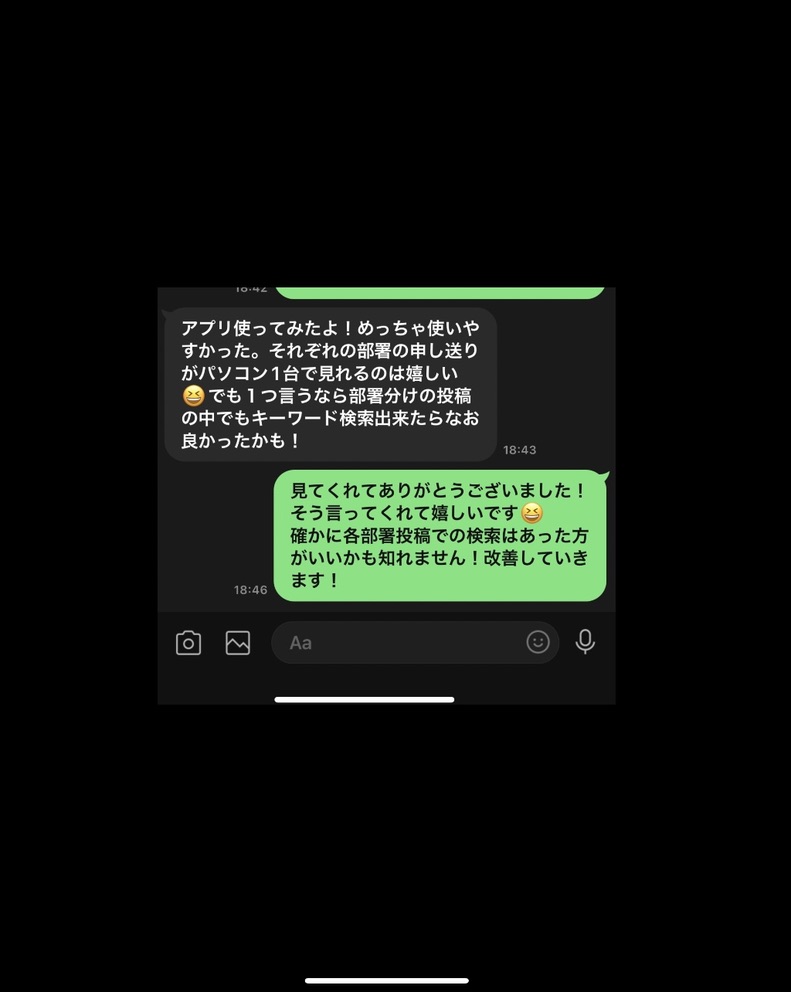 18:42
アプリ使ってみたよ！めっちゃ使いや
すかった。それぞれの部署の申し送り
がパソコン1台で見れるのは嬉しい
😆でも１つ言うなら部署分けの投稿
の中でもキーワード検索出来たらなお
良かったかも！
18:43
見てくれてありがとうございました！
そう言ってくれて嬉しいです😆
確かに各部署投稿での検索はあった方
がいいかも知れません！改善していき
ます！
18:46
Aa